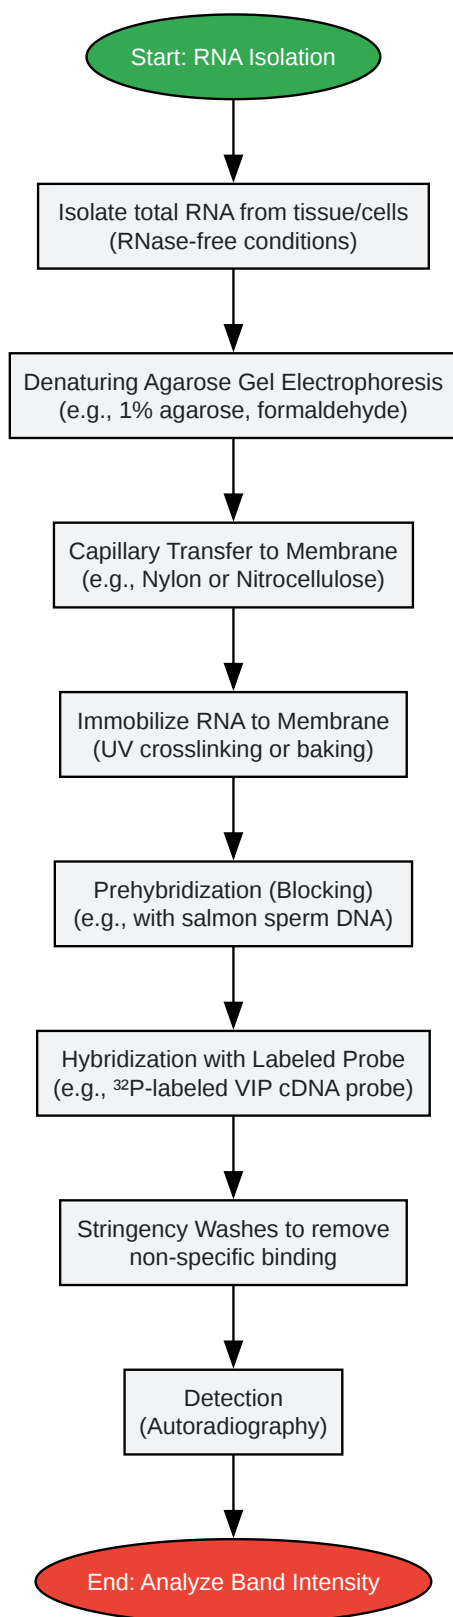 Start: RNA Isolation
Isolate total RNA from tissue/cells
(RNase-free conditions)
Denaturing Agarose Gel Electrophoresis
(e.g., 1% agarose, formaldehyde)
Capillary Transfer to Membrane
(e.g., Nylon or Nitrocellulose)
Immobilize RNA to Membrane
(UV crosslinking or baking)
Prehybridization (Blocking)
(e.g., with salmon sperm DNA)
Hybridization with Labeled Probe
(e.g., ³²P-labeled VIP cDNA probe)
Stringency Washes to remove
non-specific binding
Detection
(Autoradiography)
End: Analyze Band Intensity